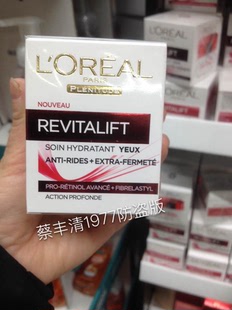 L'ORÉAL
PARIS
PLENITUDE
NOUVEAU
REVITALIFT
SOIN HYDRATANT YEUX
ANTI-RIDES + EXTRA-FERMETÉ
PRO-RÉTINOL AVANCÉ + FIBRELASTYL
ACTION PROFONDE
蔡丰清1977防盗版